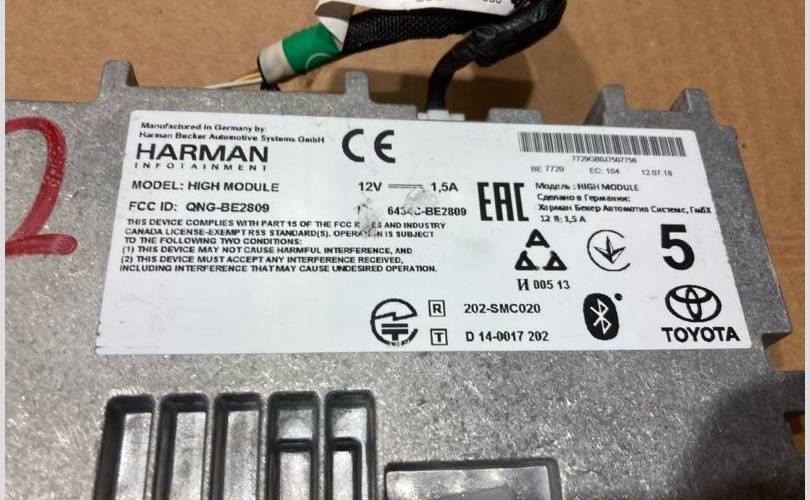 2
Manufactured in Germany by:
Harman Becker Automotive Systems GmbH
HARMAN
INFOTAINMENT
MODEL: HIGH MODULE
FCC ID: QNG-BE2809
CE
12V 1,5A
6434C-BE2809
THIS DEVICE COMPLIES WITH PART 15 OF THE FCC AND INDUSTRY
CANADA LICENSE-EXEMPT RSS STANDARD(S). IS SUBJECT
TO THE FOLLOWING TWO CONDITIONS:
(1) THIS DEVICE MAY NOT CAUSE HARMFUL INTERFERENCE, AND
(2) THIS DEVICE MUST ACCEPT ANY INTERFERENCE RECEIVED,
INCLUDING INTERFERENCE THAT MAY CAUSE UNDESIRED OPERATION.
7729GB0J7507756
BE 7729 EC: 104 12.07.18
EAC
Модель: HIGH MODULE
Сделано в Германии:
Харман Бекер Автомотив Системс, ГмбХ
12 В; 1,5 А
И 005 13
5
R 202-SMC020
T D 14-0017 202
TOYOTA